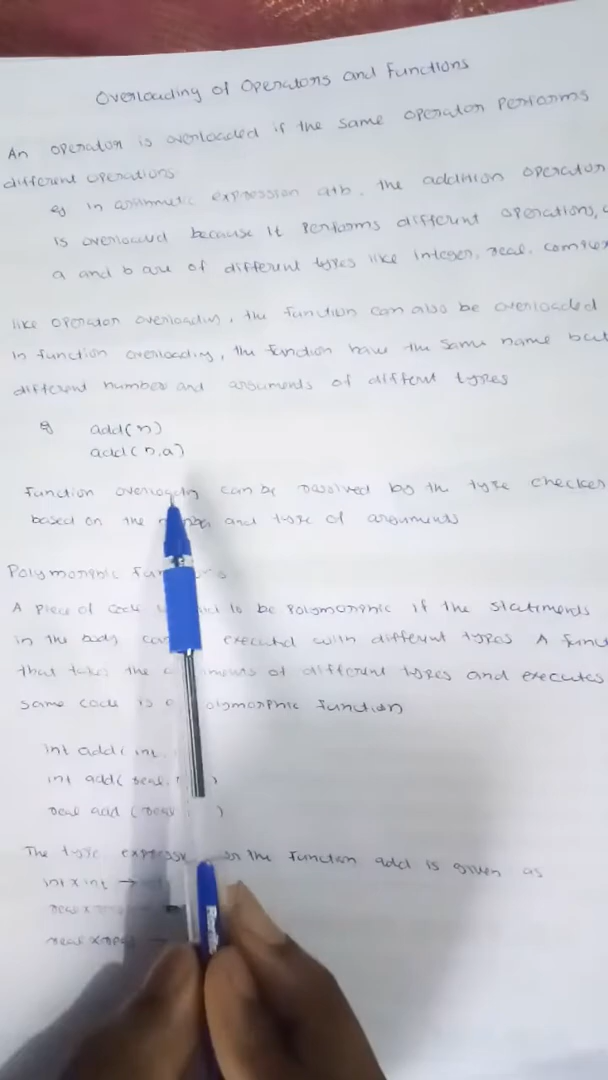 Overloading of Operators and Functions
An operator is overloaded if the same operator performs
different operations.
eg in arithmetic expression a+b, the addition operator
is overloaded because it performs different operations,
a and b are of different types like integer, real, complex
like operator overloading, the function can also be overloaded
In function overloading, the function have the same name but
different number and arguments of different types
eg add(n)
add(n,a)
Function overloading can be resolved by the type checker
based on the and type of arguments
Polymorphic
A piece of code to be polymorphic if the statements
in the body executed with different types A
that takes the of different types and executes
same code is a polymorphic function
int add( int
int add( real, )
real add ( real )
The type the function add is given as
int x int →
real x
real x